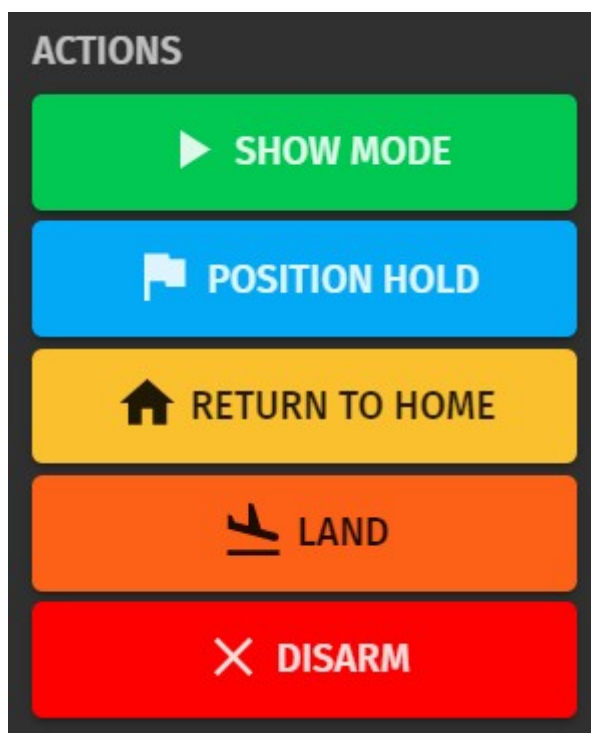 ACTIONS
SHOW MODE
POSITION HOLD
RETURN TO HOME
LAND
DISARM